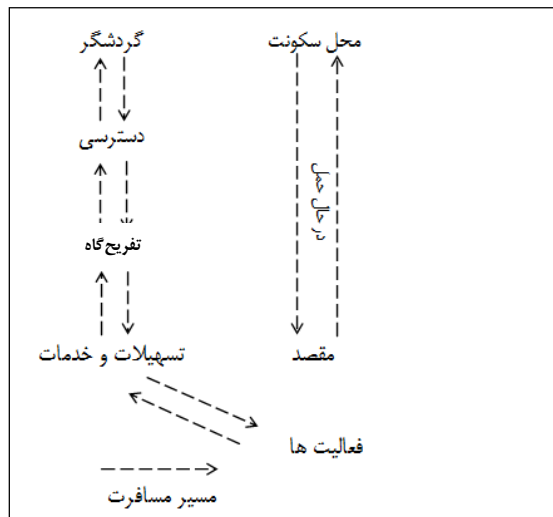 محل سکونت
گردشگر
دسترسی
در حال حمل
تفریح‌گاه
مقصد
تسهیلات و خدمات
فعالیت ها
مسیر مسافرت